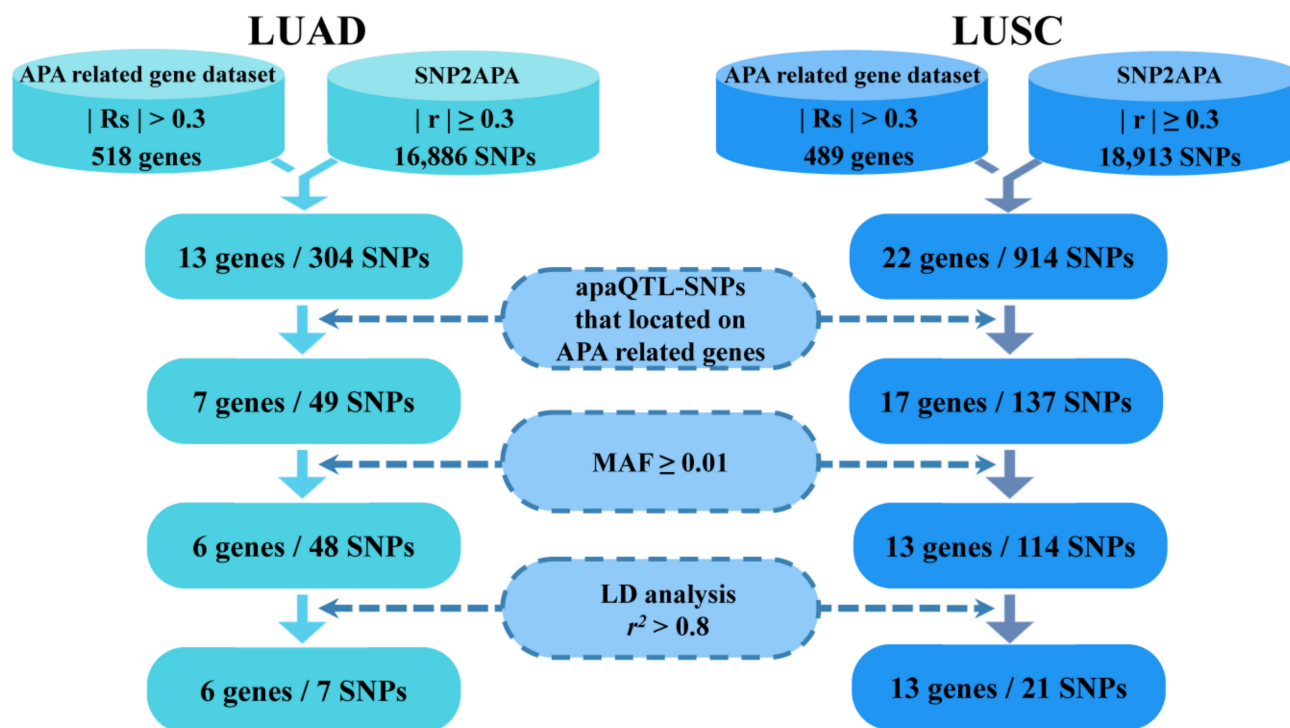 LUAD
LUSC
APA related gene dataset
| Rs | > 0.3
518 genes
SNP2APA
| r | ≥ 0.3
16,886 SNPs
APA related gene dataset
| Rs | > 0.3
489 genes
SNP2APA
| r | ≥ 0.3
18,913 SNPs
13 genes / 304 SNPs
22 genes / 914 SNPs
apaQTL-SNPs
that located on
APA related genes
7 genes / 49 SNPs
17 genes / 137 SNPs
MAF ≥ 0.01
6 genes / 48 SNPs
13 genes / 114 SNPs
LD analysis
r² > 0.8
6 genes / 7 SNPs
13 genes / 21 SNPs